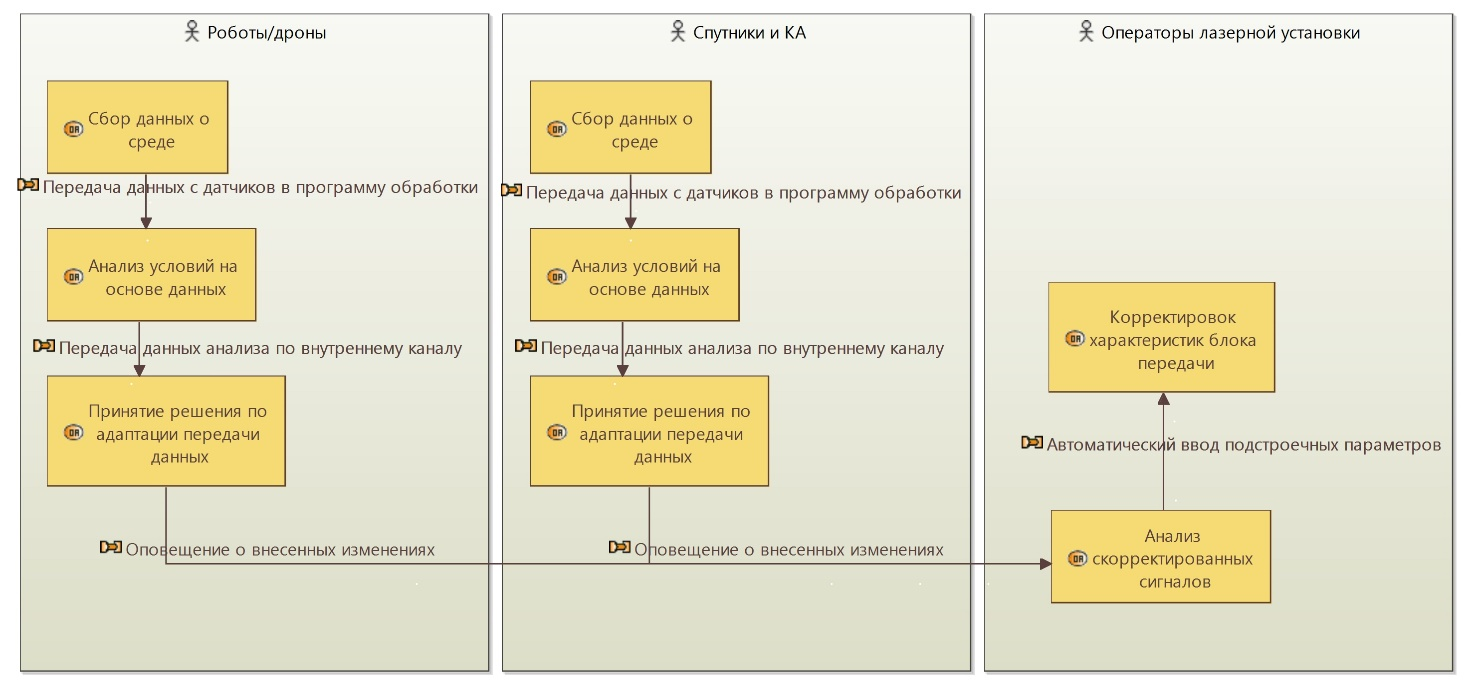 Роботы/дроны
Сбор данных о
среде
Передача данных с датчиков в программу обработки
Анализ условий на
основе данных
Передача данных анализа по внутреннему каналу
Принятие решения по
адаптации передачи
данных
Оповещение о внесенных изменениях
Спутники и КА
Сбор данных о
среде
Передача данных с датчиков в программу обработки
Анализ условий на
основе данных
Передача данных анализа по внутреннему каналу
Принятие решения по
адаптации передачи
данных
Оповещение о внесенных изменениях
Операторы лазерной установки
Корректировок
характеристик блока
передачи
Автоматический ввод подстроечных параметров
Анализ
скорректированных
сигналов